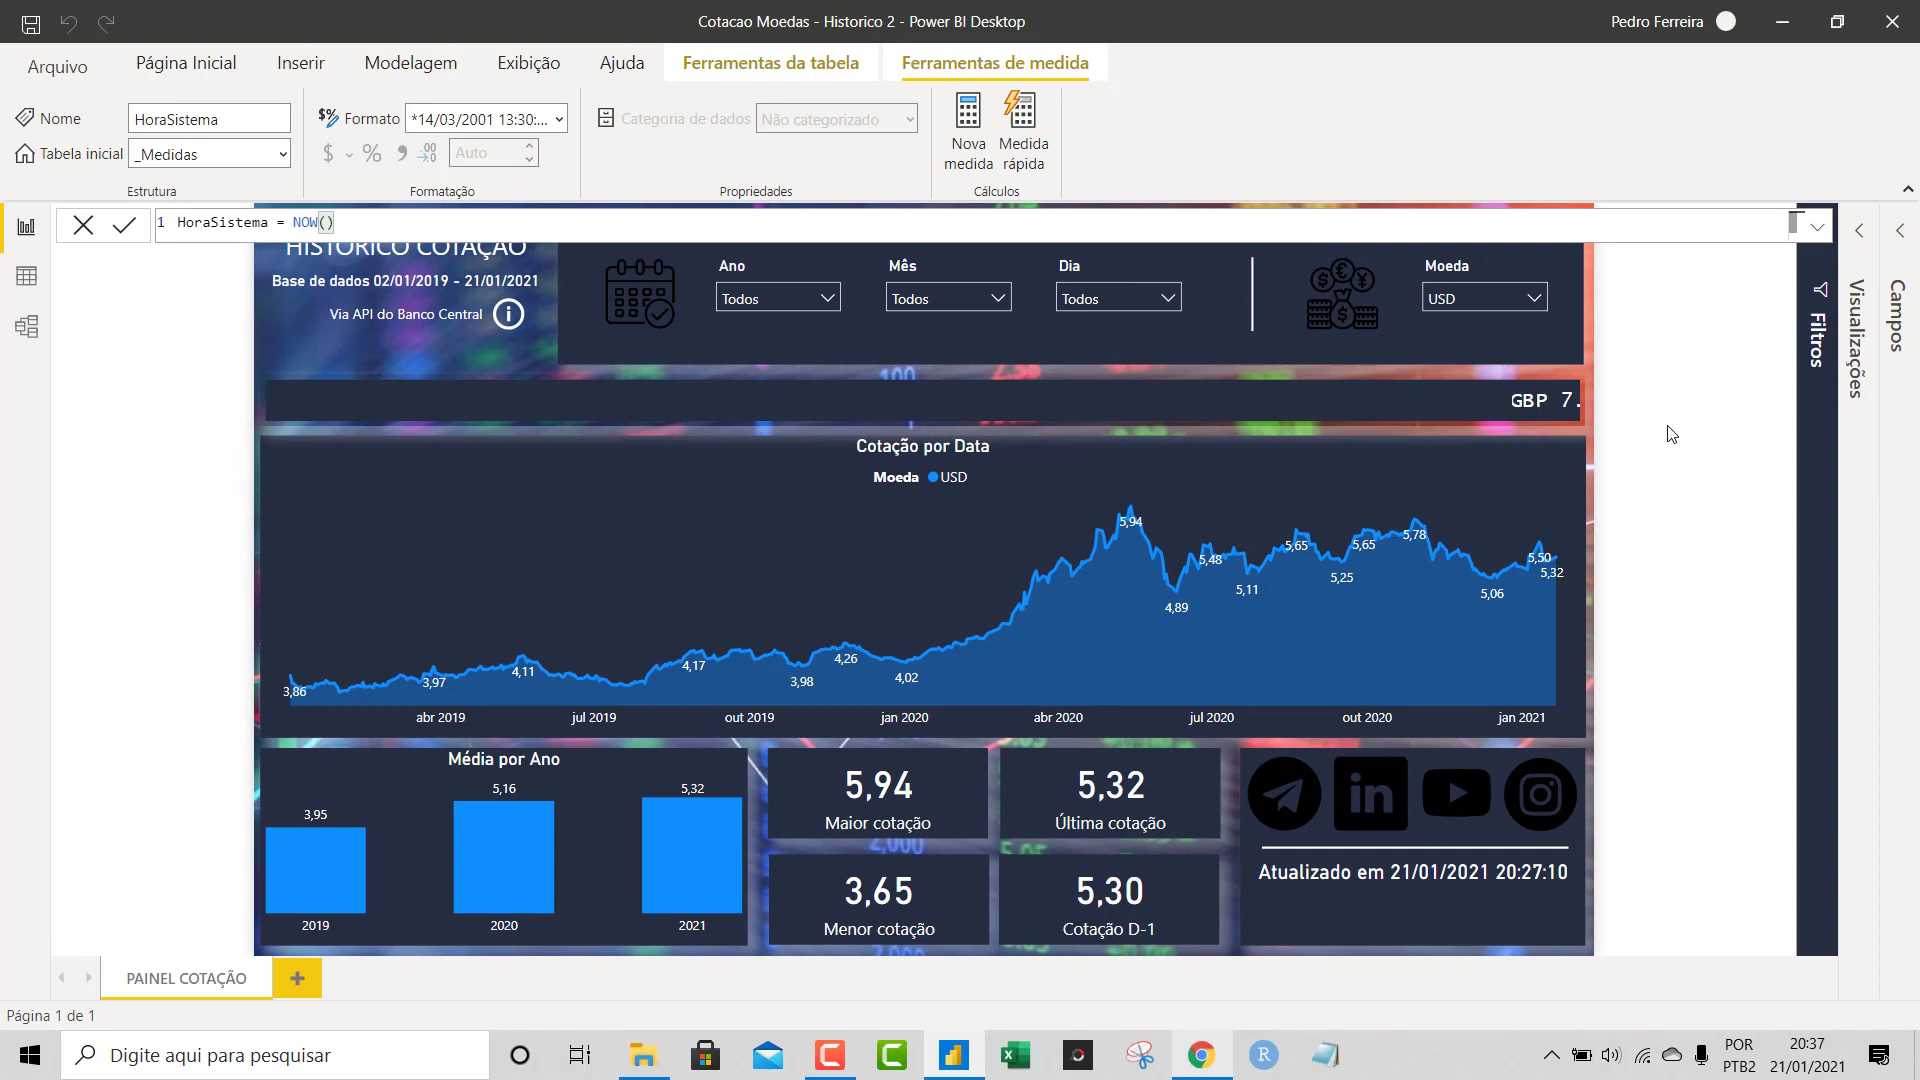 Cotacao Moedas - Historico 2 - Power BI Desktop
Pedro Ferreira
Arquivo
Página Inicial
Inserir
Modelagem
Exibição
Ajuda
Ferramentas da tabela
Ferramentas de medida
Nome
HoraSistema
Tabela inicial
_Medidas
Estrutura
Formato
*14/03/2001 13:30:...
$
%
Auto
Formatação
Categoria de dados
Não categorizado
Propriedades
Nova medida
Medida rápida
Cálculos
1 HoraSistema = NOW()
HISTÓRICO COTAÇÃO
Base de dados 02/01/2019 - 21/01/2021
Via API do Banco Central
Ano
Todos
Mês
Todos
Dia
Todos
Moeda
USD
GBP 7.
Cotação por Data
Moeda USD
5,94
5,48
5,11
4,89
5,65
5,25
5,65
5,78
5,06
5,50
5,32
3,86
3,97
4,11
4,17
3,98
4,26
4,02
abr 2019
jul 2019
out 2019
jan 2020
abr 2020
jul 2020
out 2020
jan 2021
Média por Ano
3,95
5,16
5,32
2019
2020
2021
5,94
Maior cotação
5,32
Última cotação
3,65
Menor cotação
5,30
Cotação D-1
in
Atualizado em 21/01/2021 20:27:10
Filtros
Visualizações
Campos
PAINEL COTAÇÃO
Página 1 de 1
Digite aqui para pesquisar
POR
PTB2
20:37
21/01/2021